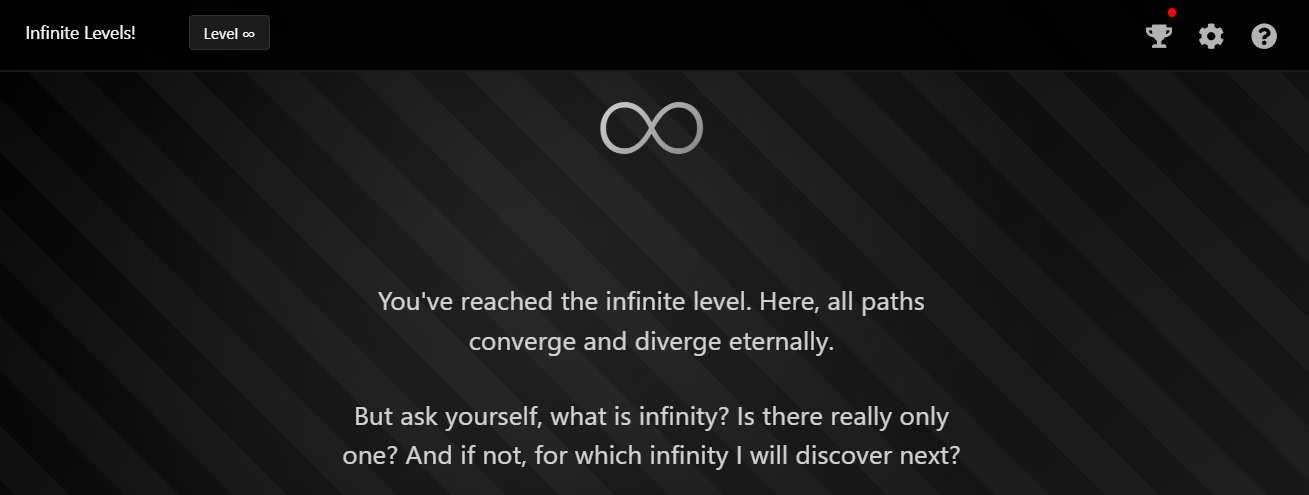 Infinite Levels!
Level ∞
∞
You've reached the infinite level. Here, all paths
converge and diverge eternally.
But ask yourself, what is infinity? Is there really only
one? And if not, for which infinity I will discover next?